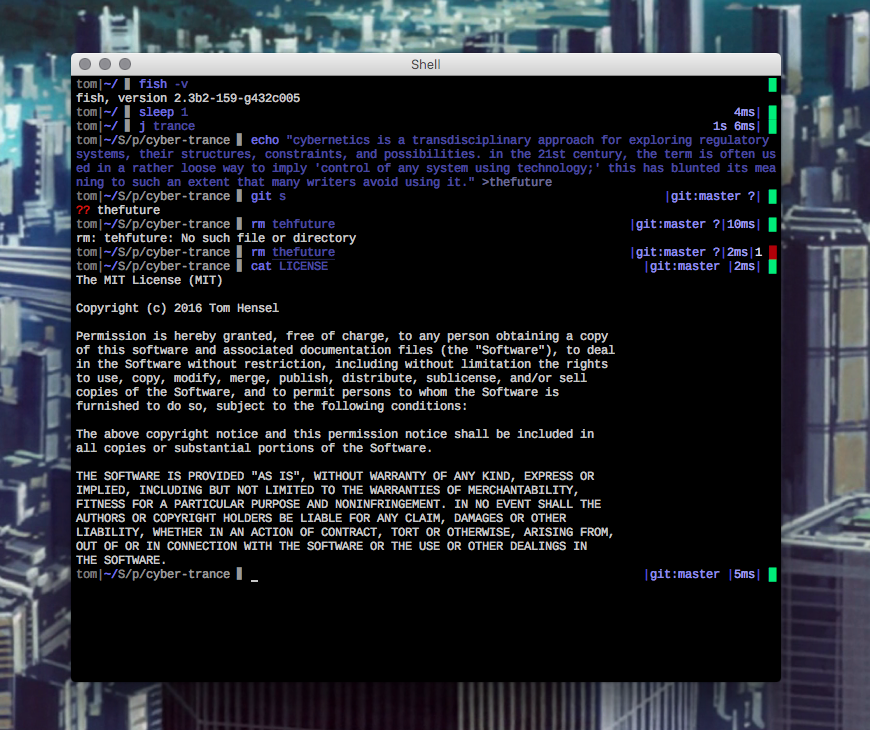 Shell
tom|~/ fish -v
fish, version 2.3b2-159-g432c005
tom|~/ sleep 1 4ms|
tom|~/ j trance 1s 6ms|
tom|~/S/p/cyber-trance echo "cybernetics is a transdisciplinary approach for exploring regulatory
systems, their structures, constraints, and possibilities. in the 21st century, the term is often us
ed in a rather loose way to imply 'control of any system using technology;' this has blunted its mea
ning to such an extent that many writers avoid using it." >thefuture
tom|~/S/p/cyber-trance git s |git:master ?|
?? thefuture
tom|~/S/p/cyber-trance rm tehfuture |git:master ?|10ms|
rm: tehfuture: No such file or directory
tom|~/S/p/cyber-trance rm thefuture |git:master ?|2ms|1
tom|~/S/p/cyber-trance cat LICENSE |git:master |2ms|
The MIT License (MIT)
Copyright (c) 2016 Tom Hensel
Permission is hereby granted, free of charge, to any person obtaining a copy
of this software and associated documentation files (the "Software"), to deal
in the Software without restriction, including without limitation the rights
to use, copy, modify, merge, publish, distribute, sublicense, and/or sell
copies of the Software, and to permit persons to whom the Software is
furnished to do so, subject to the following conditions:
The above copyright notice and this permission notice shall be included in
all copies or substantial portions of the Software.
THE SOFTWARE IS PROVIDED "AS IS", WITHOUT WARRANTY OF ANY KIND, EXPRESS OR
IMPLIED, INCLUDING BUT NOT LIMITED TO THE WARRANTIES OF MERCHANTABILITY,
FITNESS FOR A PARTICULAR PURPOSE AND NONINFRINGEMENT. IN NO EVENT SHALL THE
AUTHORS OR COPYRIGHT HOLDERS BE LIABLE FOR ANY CLAIM, DAMAGES OR OTHER
LIABILITY, WHETHER IN AN ACTION OF CONTRACT, TORT OR OTHERWISE, ARISING FROM,
OUT OF OR IN CONNECTION WITH THE SOFTWARE OR THE USE OR OTHER DEALINGS IN
THE SOFTWARE.
tom|~/S/p/cyber-trance _ |git:master |5ms|